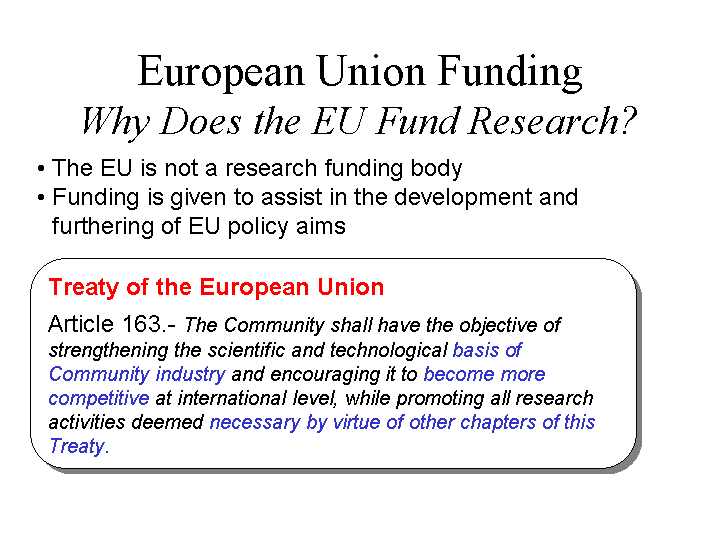 European Union Funding
Why Does the EU Fund Research?
• The EU is not a research funding body
• Funding is given to assist in the development and
furthering of EU policy aims
Treaty of the European Union
Article 163.- The Community shall have the objective of
strengthening the scientific and technological basis of
Community industry and encouraging it to become more
competitive at international level, while promoting all research
activities deemed necessary by virtue of other chapters of this
Treaty.